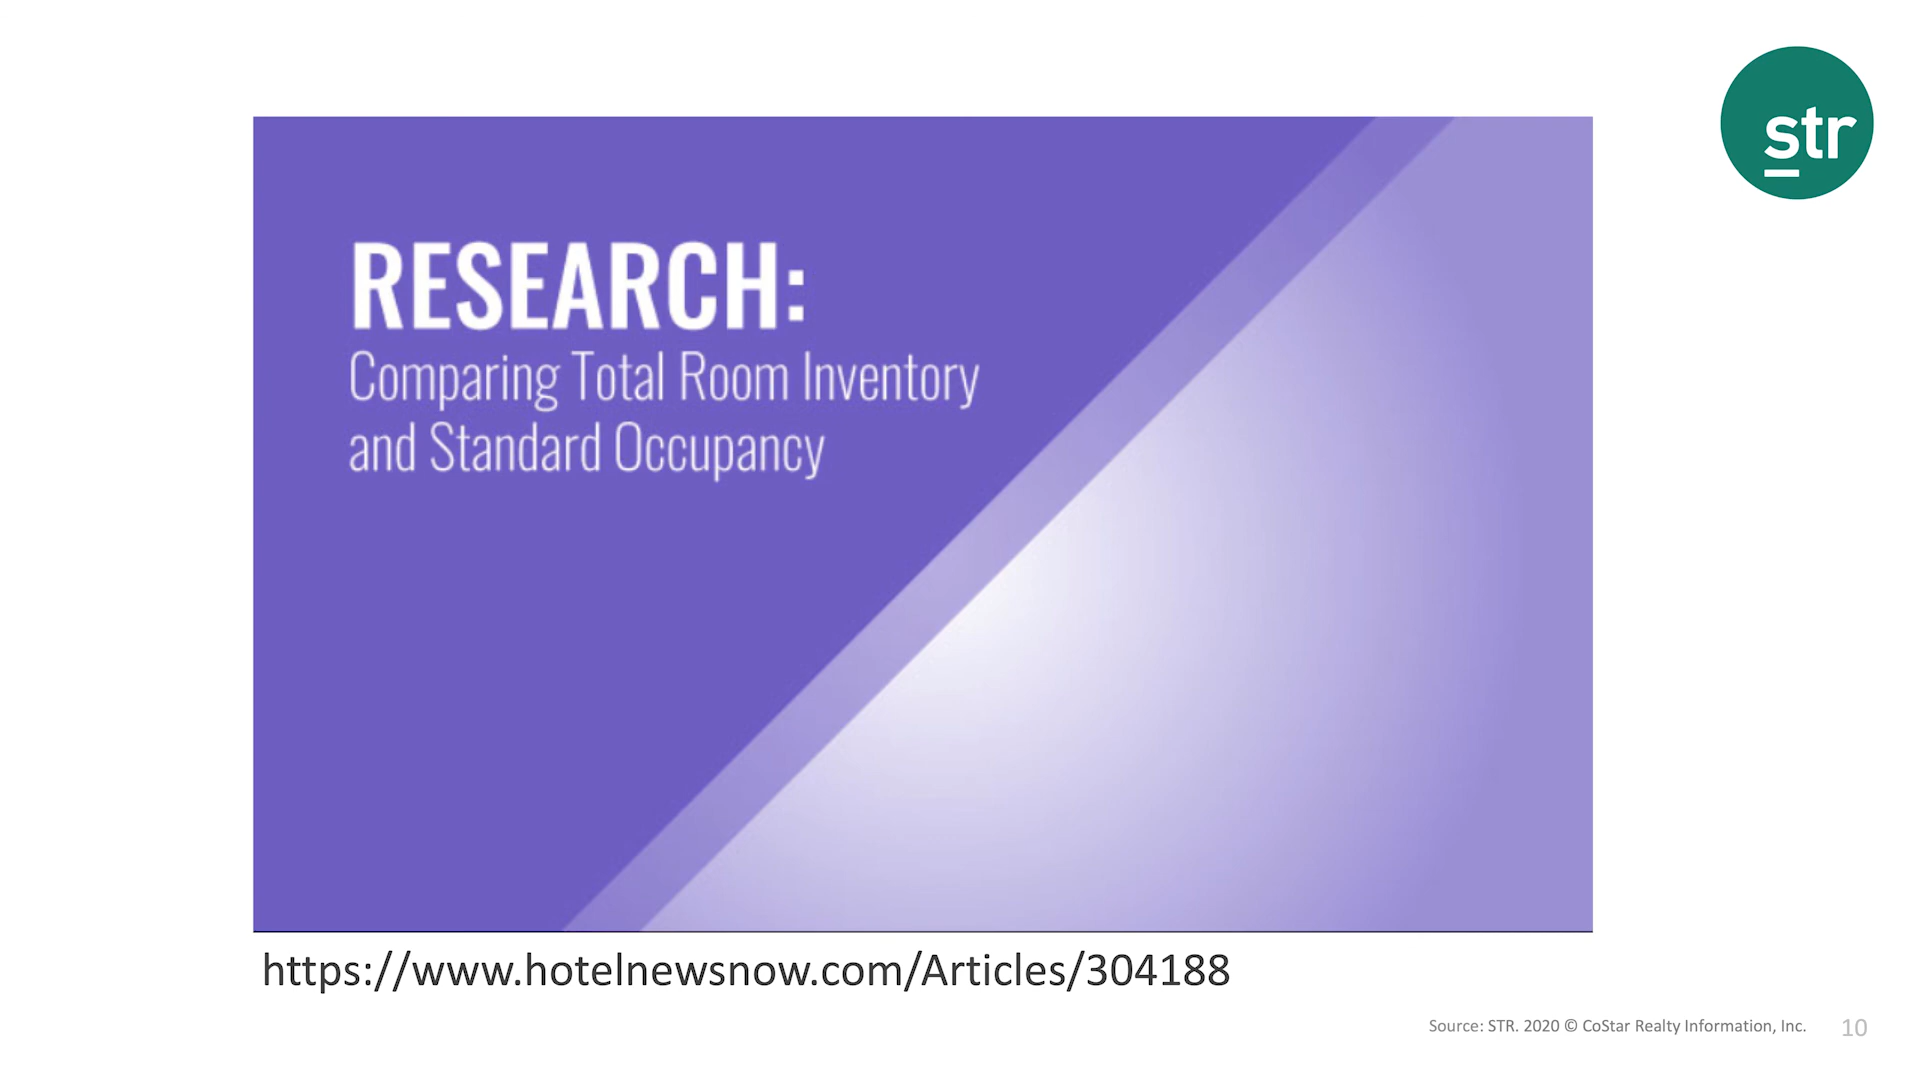 str
RESEARCH:
Comparing Total Room Inventory
and Standard Occupancy
https://www.hotelnewsnow.com/Articles/304188
Source: STR. 2020 © CoStar Realty Information, Inc.
10